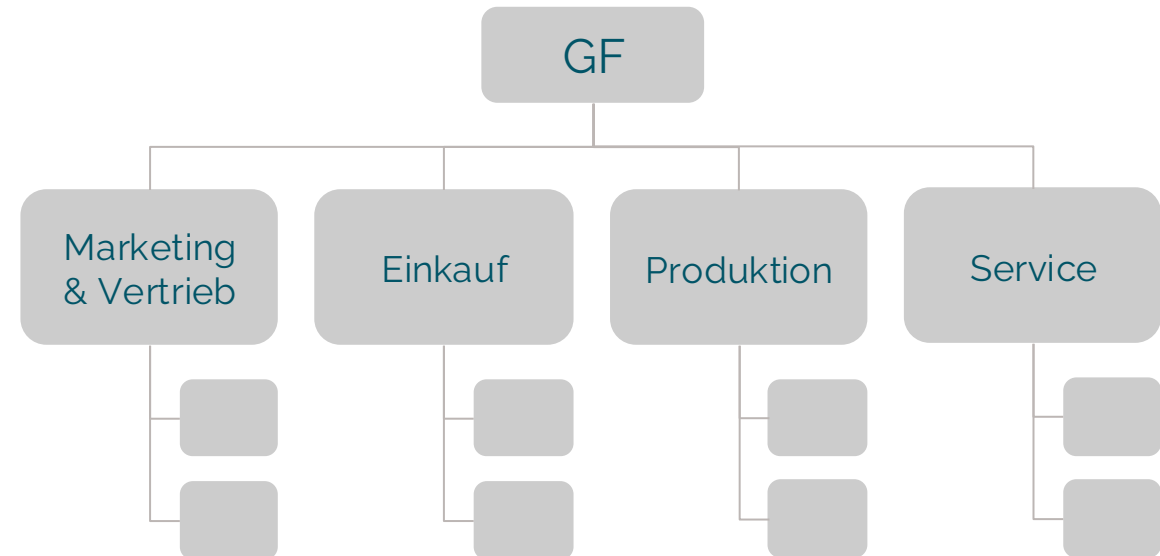 GF
Marketing
& Vertrieb
Einkauf
Produktion
Service